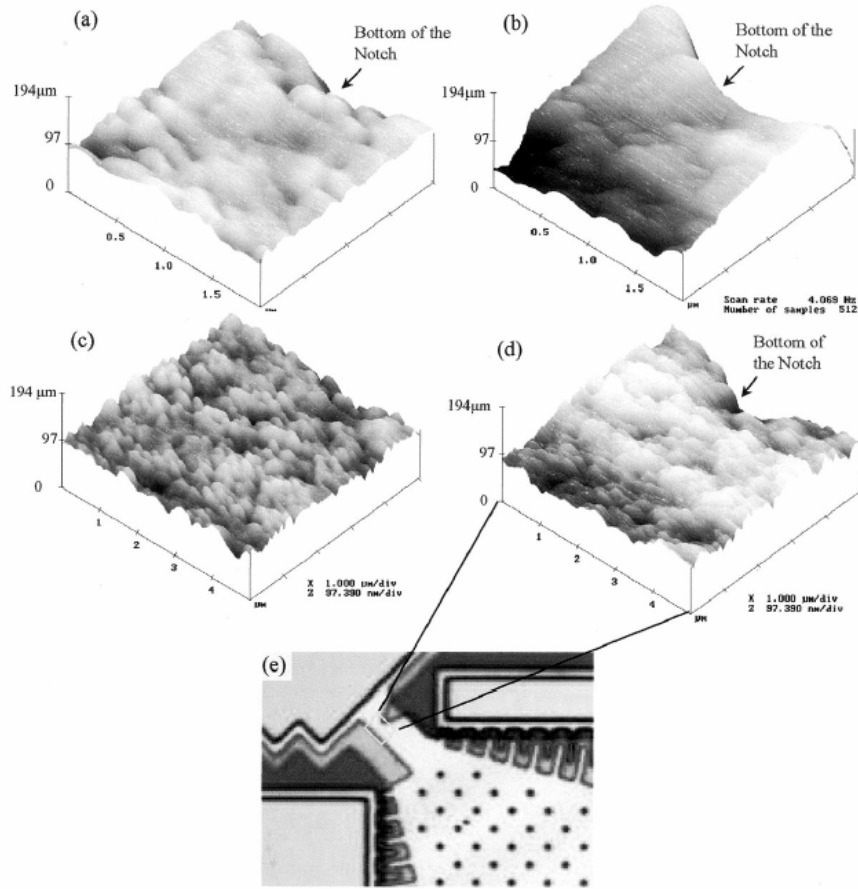 (a)
Bottom of the
Notch
194μm
97
0
0.5
1.0
1.5
μm
(b)
Bottom of the
Notch
194μm
97
0
0.5
1.0
1.5
μm
Scan rate 4.069 Hz
Number of samples 512
(c)
194 μm
97
0
1
2
3
4
μm
X 1.000 μm/div
Z 97.390 nm/div
(d)
Bottom of
the Notch
194μm
97
0
1
2
3
4
μm
X 1.000 μm/div
Z 97.390 nm/div
(e)